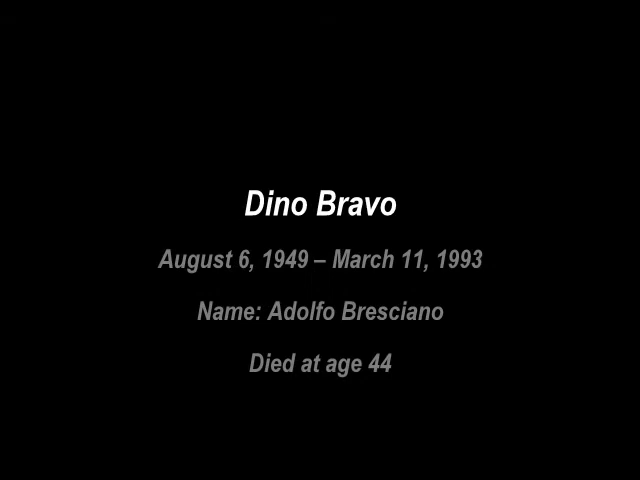 Dino Bravo
August 6, 1949 – March 11, 1993
Name: Adolfo Bresciano
Died at age 44